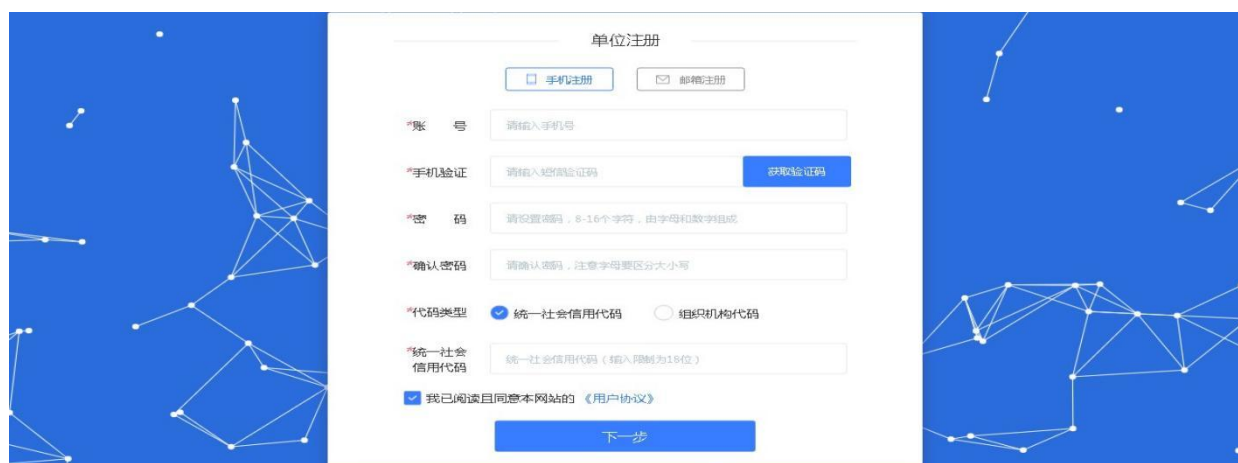 单位注册
手机注册 邮箱注册
*账 号 请输入手机号
*手机验证 请输入短信验证码 获取验证码
*密 码 请设置密码，8-16个字符，由字母和数字组成
*确认密码 请确认密码，注意字母要区分大小写
*代码类型 统一社会信用代码 组织机构代码
*统一社会
信用代码 统一社会信用代码（输入限制为18位）
我已阅读且同意本网站的《用户协议》
下一步